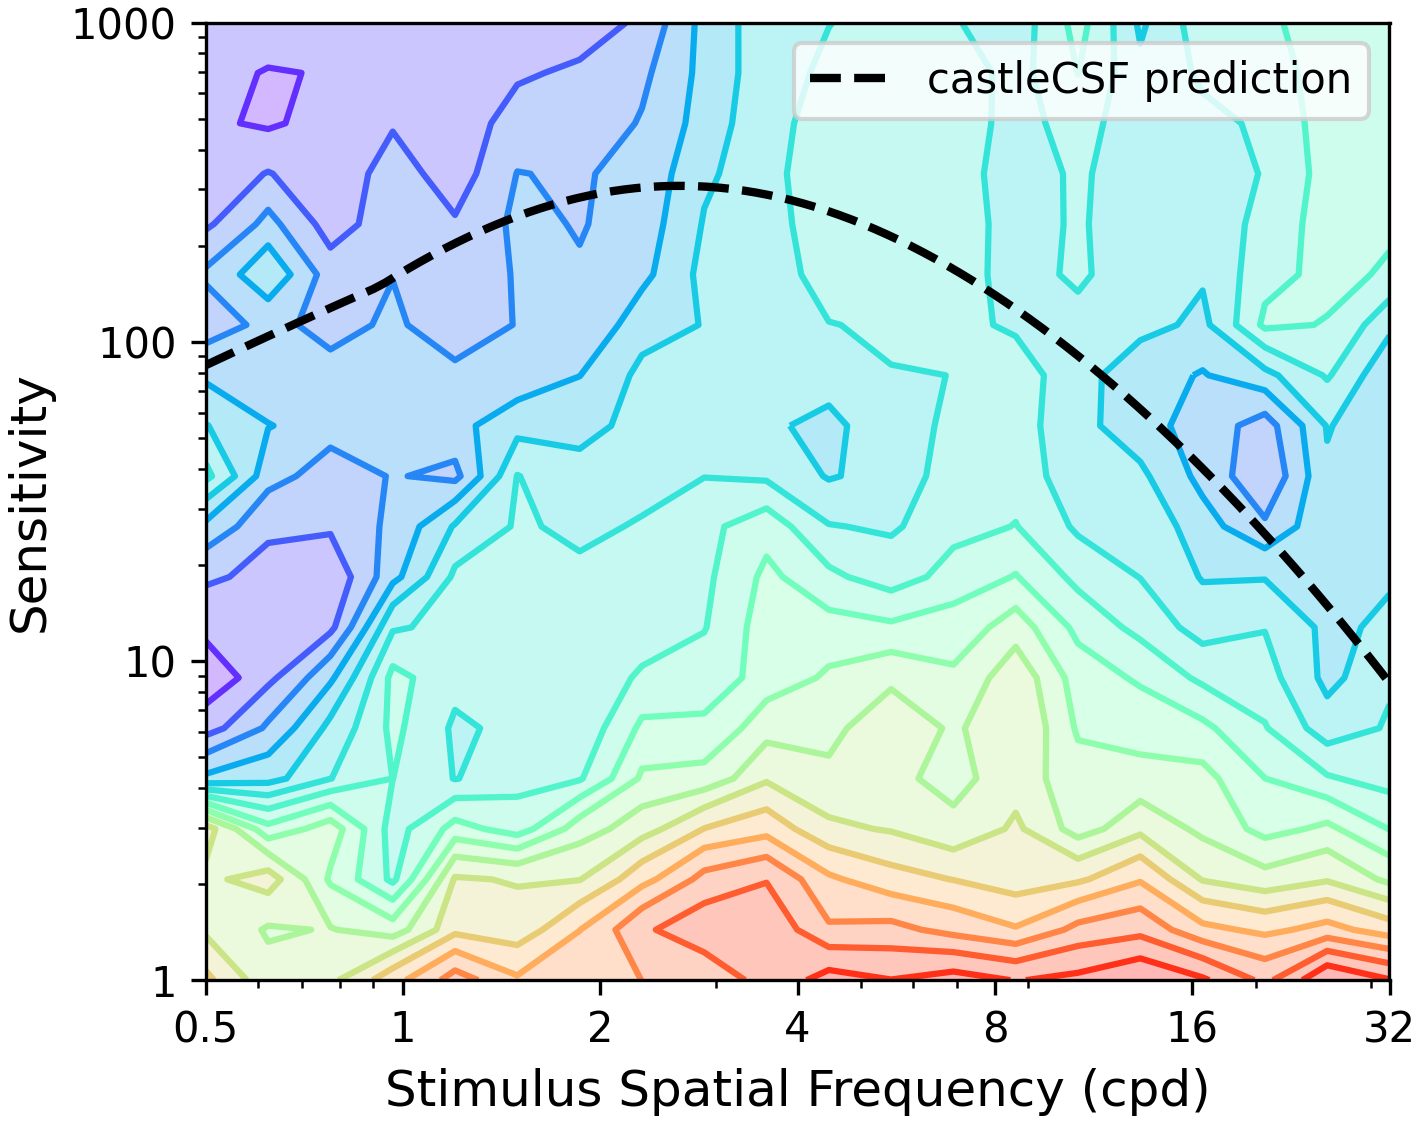 1000
castleCSF prediction
100
Sensitivity
10
1
0.5 1 2 4 8 16 32
Stimulus Spatial Frequency (cpd)